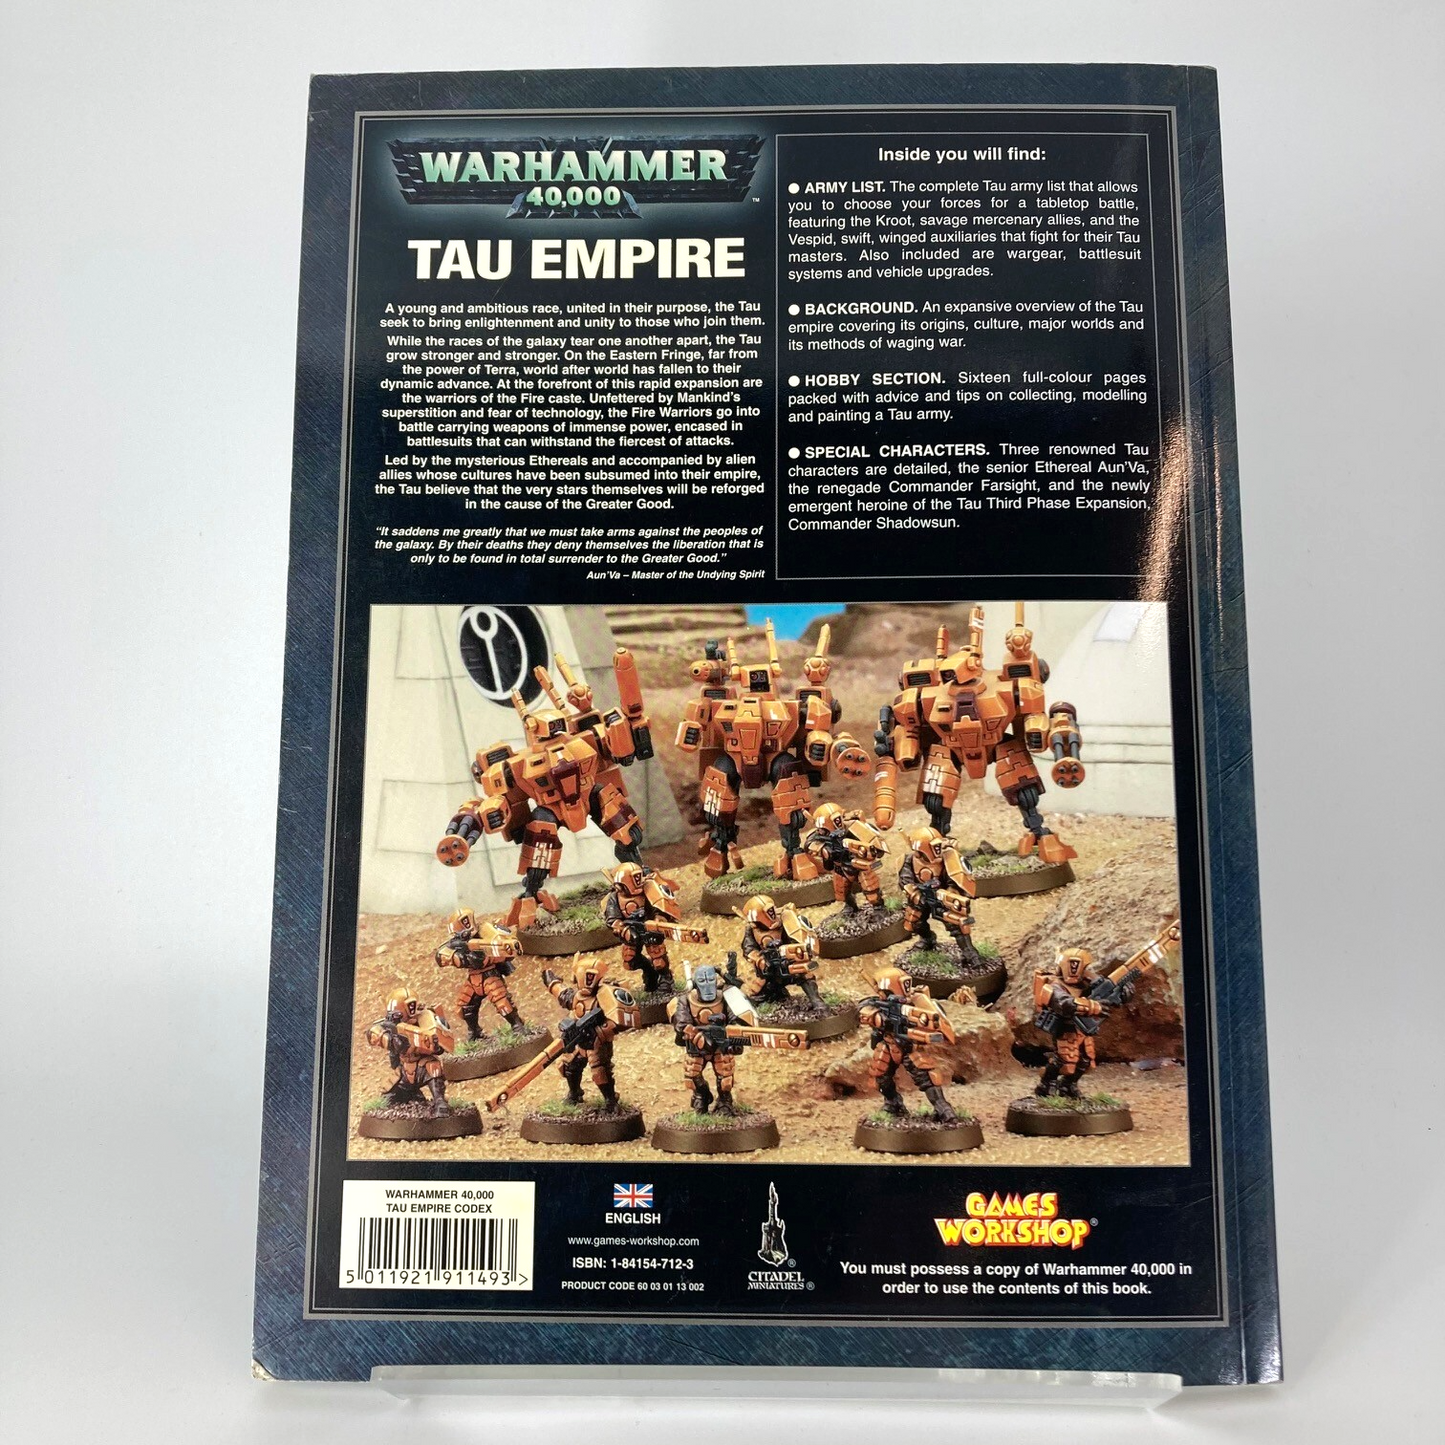 WARHAMMER
40,000
™
TAU EMPIRE
A young and ambitious race, united in their purpose, the Tau
seek to bring enlightenment and unity to those who join them.
While the races of the galaxy tear one another apart, the Tau
grow stronger and stronger. On the Eastern Fringe, far from
the power of Terra, world after world has fallen to their
dynamic advance. At the forefront of this rapid expansion are
the warriors of the Fire caste. Unfettered by Mankind's
superstition and fear of technology, the Fire Warriors go into
battle carrying weapons of immense power, encased in
battlesuits that can withstand the fiercest of attacks.
Led by the mysterious Ethereals and accompanied by alien
allies whose cultures have been subsumed into their empire,
the Tau believe that the very stars themselves will be reforged
in the cause of the Greater Good.
"It saddens me greatly that we must take arms against the peoples of
the galaxy. By their deaths they deny themselves the liberation that is
only to be found in total surrender to the Greater Good."
Aun'Va – Master of the Undying Spirit
Inside you will find:
● ARMY LIST. The complete Tau army list that allows
you to choose your forces for a tabletop battle,
featuring the Kroot, savage mercenary allies, and the
Vespid, swift, winged auxiliaries that fight for their Tau
masters. Also included are wargear, battlesuit
systems and vehicle upgrades.
● BACKGROUND. An expansive overview of the Tau
empire covering its origins, culture, major worlds and
its methods of waging war.
● HOBBY SECTION. Sixteen full-colour pages
packed with advice and tips on collecting, modelling
and painting a Tau army.
● SPECIAL CHARACTERS. Three renowned Tau
characters are detailed, the senior Ethereal Aun'Va,
the renegade Commander Farsight, and the newly
emergent heroine of the Tau Third Phase Expansion,
Commander Shadowsun.
WARHAMMER 40,000
TAU EMPIRE CODEX
5 011921 911493 >
ENGLISH
www.games-workshop.com
ISBN: 1-84154-712-3
PRODUCT CODE 60 03 01 13 002
CITADEL
MINIATURES ®
GAMES
WORKSHOP®
You must possess a copy of Warhammer 40,000 in
order to use the contents of this book.